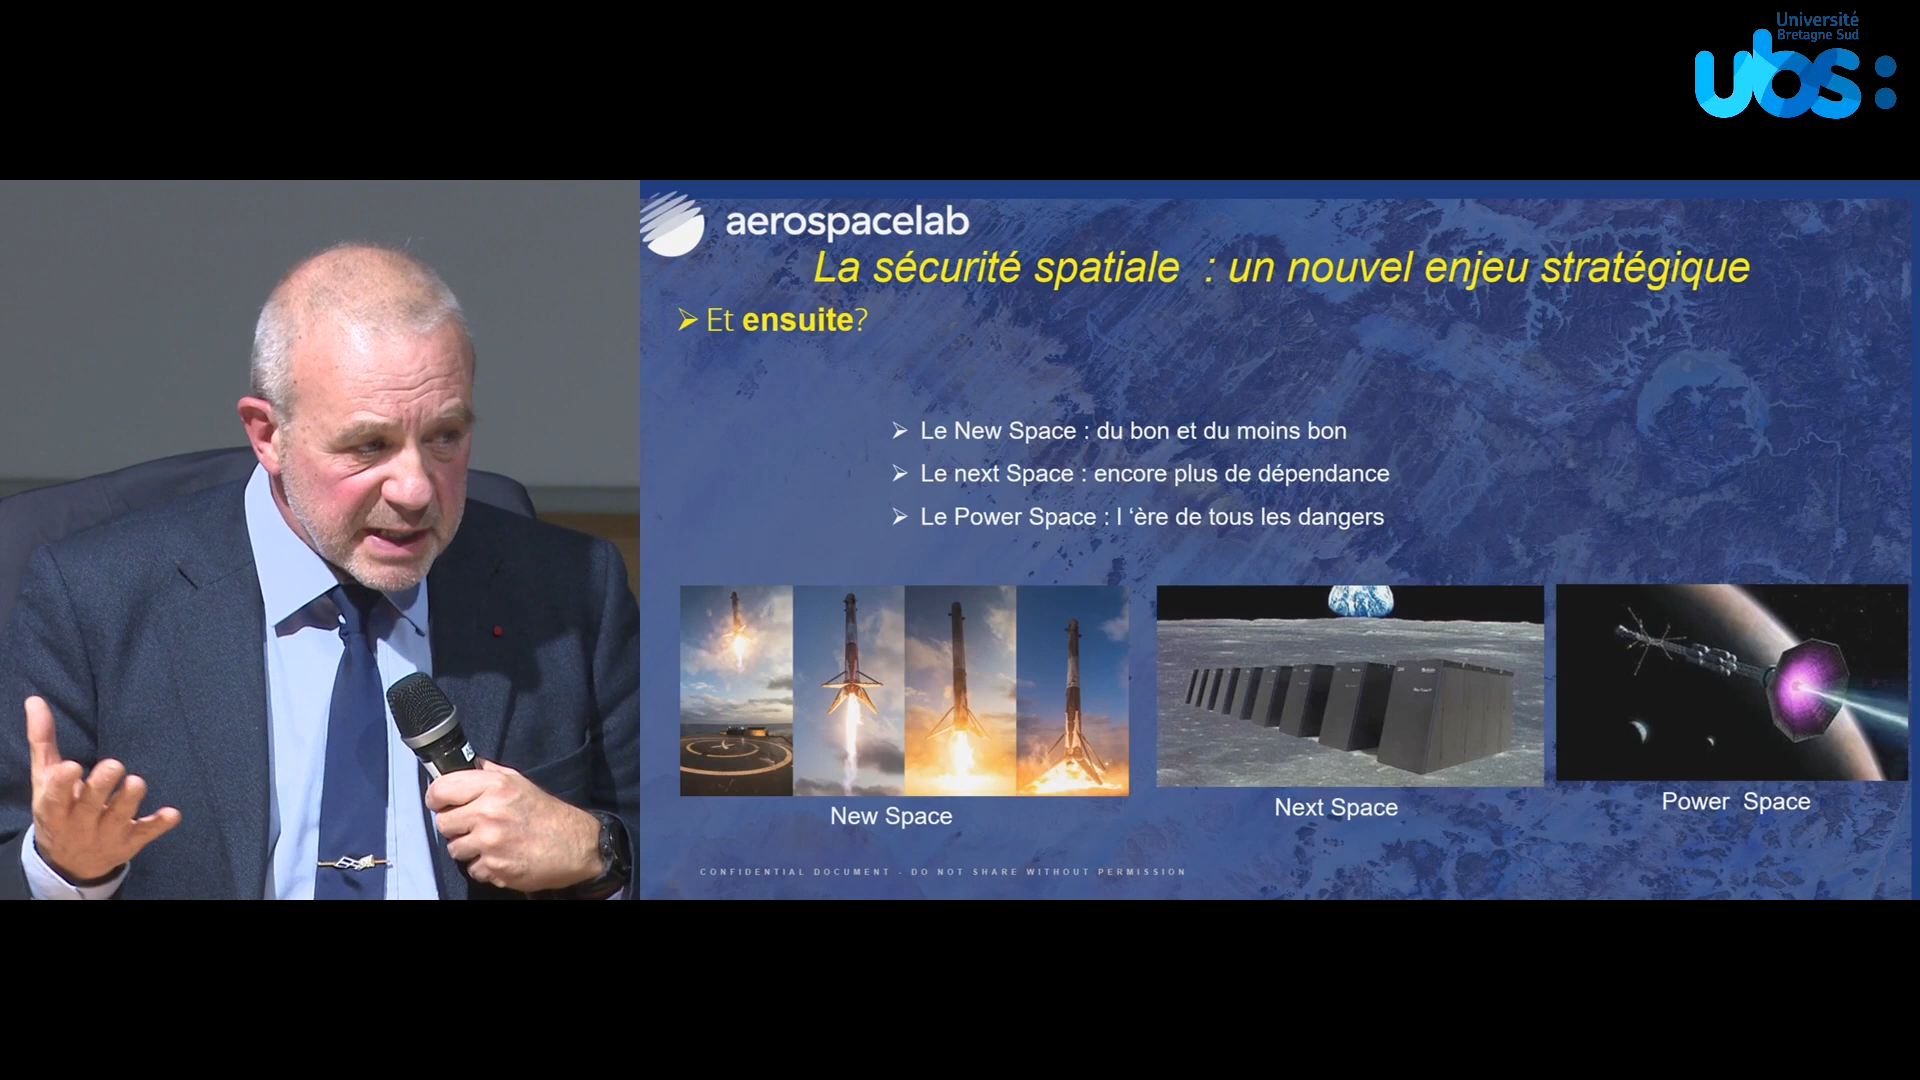 Université
Bretagne Sud
ubs:
aerospacelab
La sécurité spatiale : un nouvel enjeu stratégique
➢ Et ensuite?
➢ Le New Space : du bon et du moins bon
➢ Le next Space : encore plus de dépendance
➢ Le Power Space : l ‘ère de tous les dangers
New Space
Next Space
Power Space
CONFIDENTIAL DOCUMENT - DO NOT SHARE WITHOUT PERMISSION